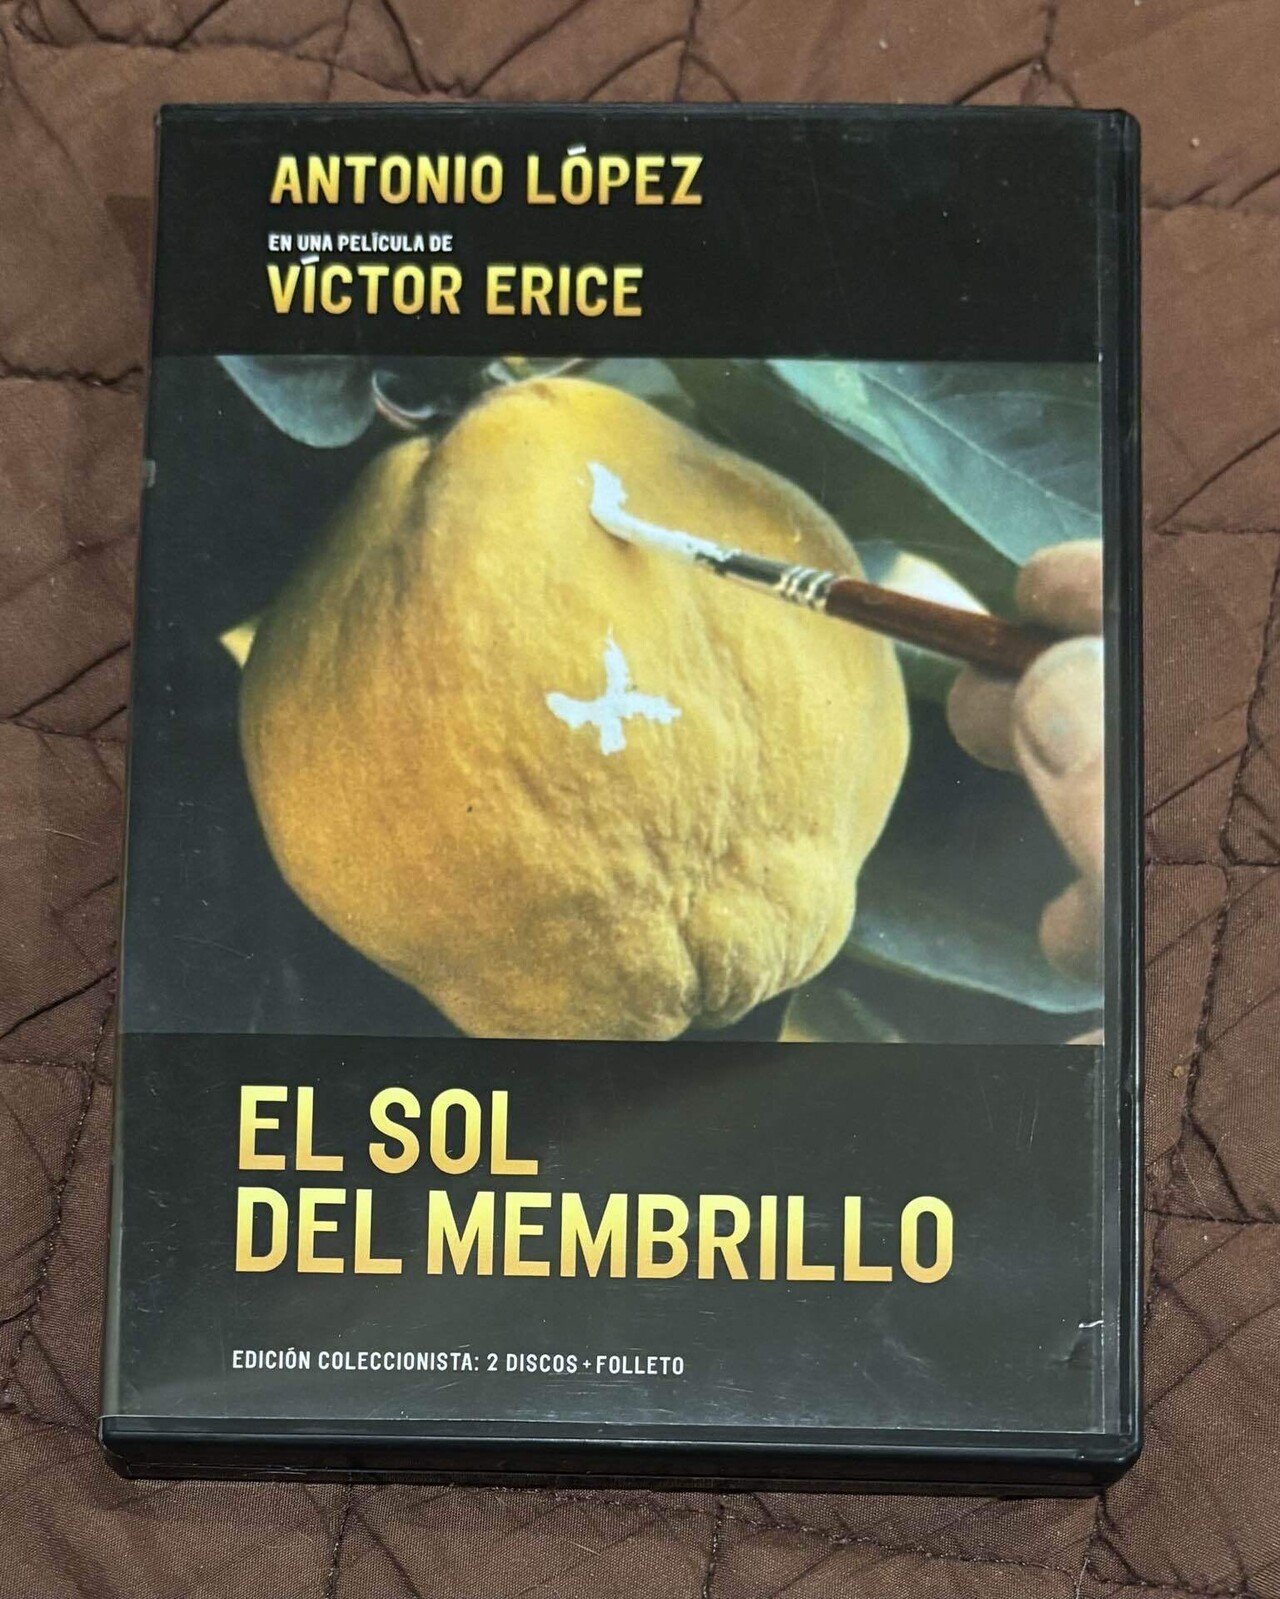 ANTONIO LÓPEZ
EN UNA PELÍCULA DE
VÍCTOR ERICE
EL SOL
DEL MEMBRILLO
EDICIÓN COLECCIONISTA: 2 DISCOS + FOLLETO